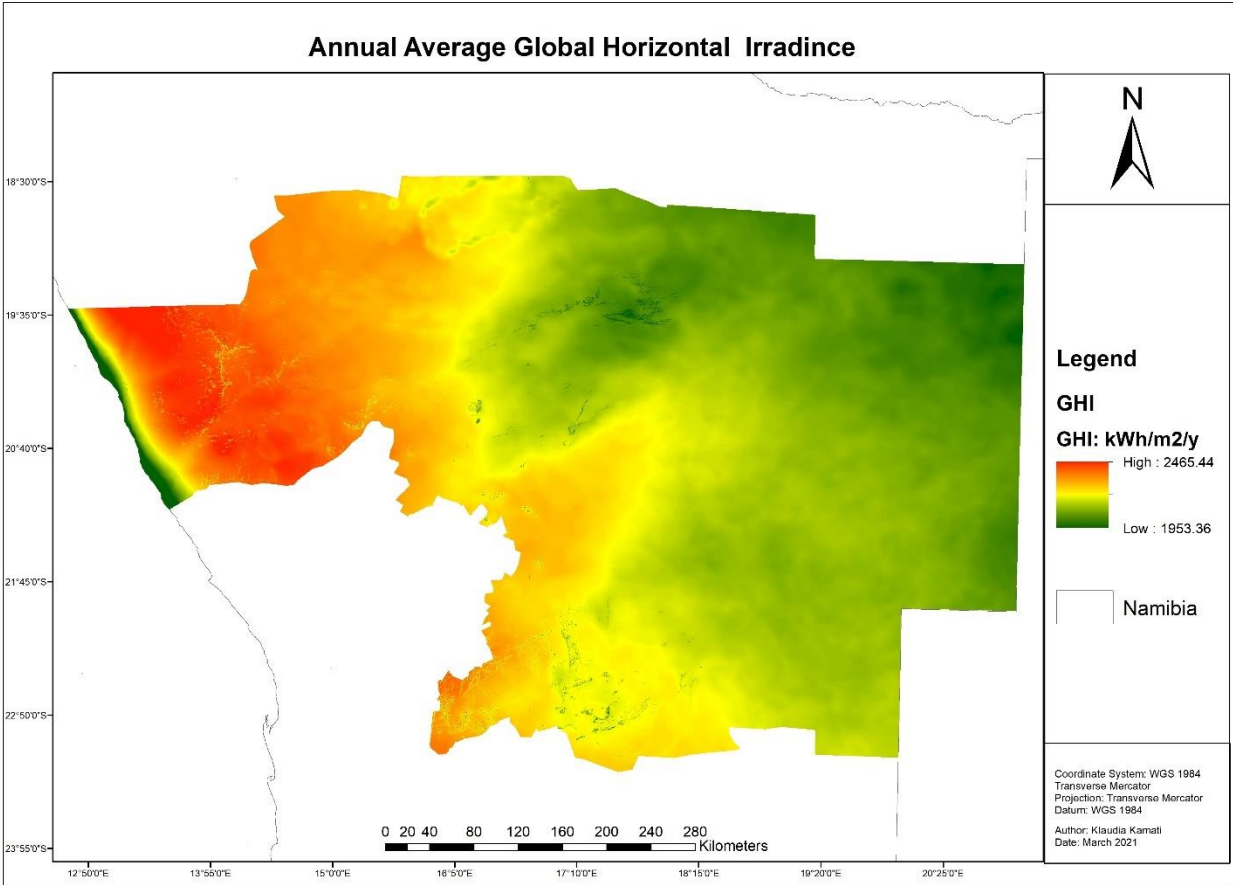 Annual Average Global Horizontal  Irradince
N
18°30'0"S
19°35'0"S
20°40'0"S
21°45'0"S
22°50'0"S
23°55'0"S
12°50'0"E
13°55'0"E
15°0'0"E
16°5'0"E
17°10'0"E
18°15'0"E
19°20'0"E
20°25'0"E
0 20 40 80 120 160 200 240 280
Kilometers
Legend
GHI
GHI: kWh/m2/y
High : 2465.44
Low : 1953.36
Namibia
Coordinate System: WGS 1984
Transverse Mercator
Projection: Transverse Mercator
Datum: WGS 1984
Author: Klaudia Kamati
Date: March 2021